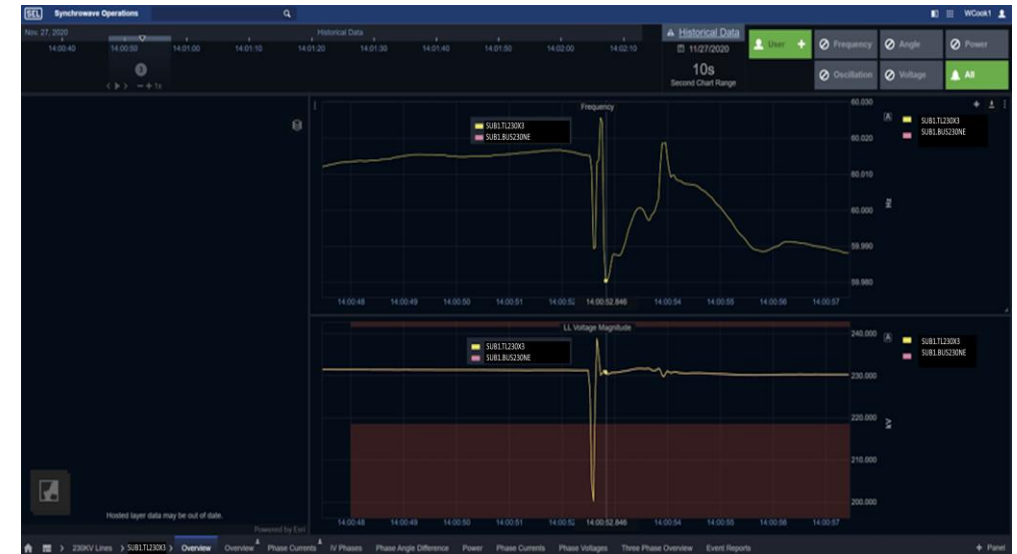 SEL Synchrowave Operations WCook1
Nov. 27, 2020 Historical Data
14:00:40 14:00:50 14:01:00 14:01:10 14:01:20 14:01:30 14:01:40 14:01:50 14:02:00 14:02:10
< > > − + 1x
Historical Data
11/27/2020
10s
Second Chart Range
User + Frequency Angle Power
Oscillation Voltage All
Frequency
SUB1.TL230X3
SUB1.BUS230NE
60.030
60.020
60.010
60.000
59.990
59.980
Hz
A
SUB1.TL230X3
SUB1.BUS230NE
14:00:48 14:00:49 14:00:50 14:00:51 14:00:52 14:00:52.846 14:00:54 14:00:55 14:00:56 14:00:57
LL Voltage Magnitude
SUB1.TL230X3
SUB1.BUS230NE
240.000
230.000
220.000
210.000
200.000
kV
A
SUB1.TL230X3
SUB1.BUS230NE
14:00:48 14:00:49 14:00:50 14:00:51 14:00:52 14:00:52.846 14:00:54 14:00:55 14:00:56 14:00:57
Hosted layer data may be out of date.
Powered by Esri
> 230KV Lines > SUB1.TL230X3 > Overview Overview Phase Currents IV Phases Phase Angle Difference Power Phase Currents Phase Voltages Three Phase Overview Event Reports + Panel